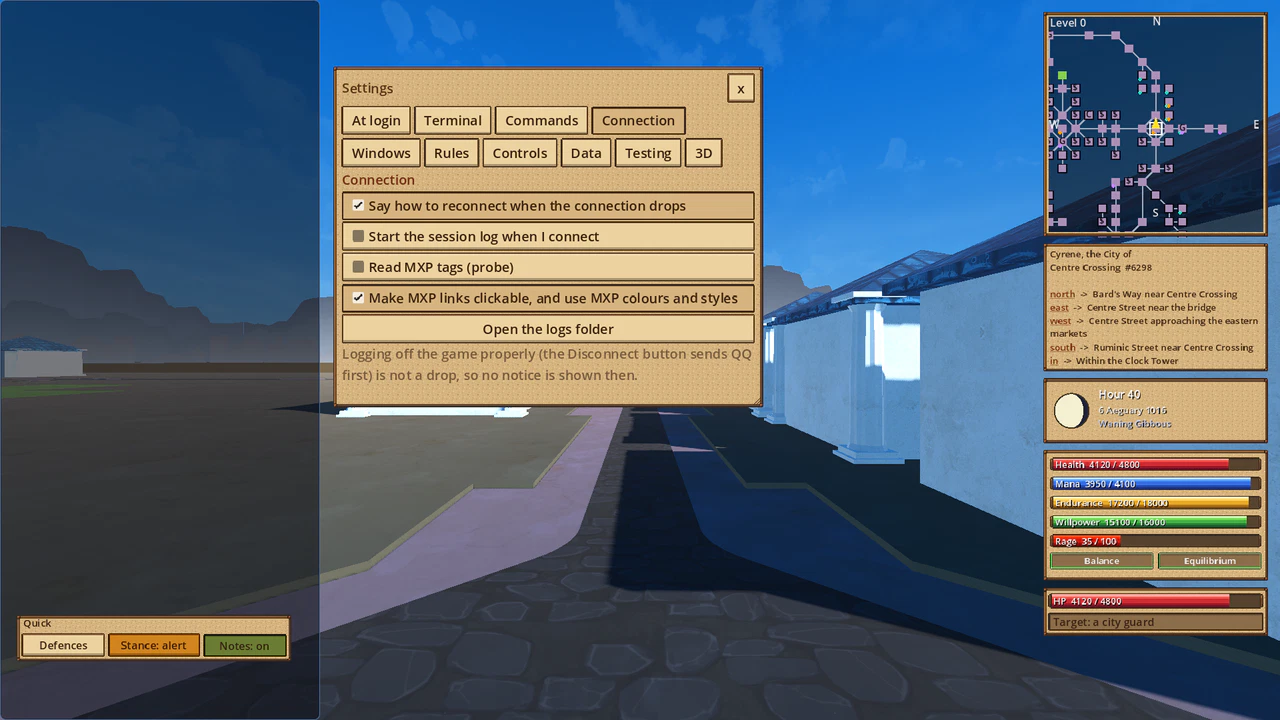 Settings
x
At login
Terminal
Commands
Connection
Windows
Rules
Controls
Data
Testing
3D
Connection
Say how to reconnect when the connection drops
Start the session log when I connect
Read MXP tags (probe)
Make MXP links clickable, and use MXP colours and styles
Open the logs folder
Logging off the game properly (the Disconnect button sends QQ
first) is not a drop, so no notice is shown then.
Quick
Defences
Stance: alert
Notes: on
Level 0
N
W
E
S
Cyrene, the City of
Centre Crossing #6298
north -> Bard's Way near Centre Crossing
east -> Centre Street near the bridge
west -> Centre Street approaching the eastern
markets
south -> Ruminic Street near Centre Crossing
in -> Within the Clock Tower
Hour 40
6 Aeguary 1016
Waning Gibbous
Health 4120 / 4800
Mana 3950 / 4100
Endurance 17200 / 18000
Willpower 15100 / 16000
Rage 35 / 100
Balance
Equilibrium
HP 4120 / 4800
Target: a city guard